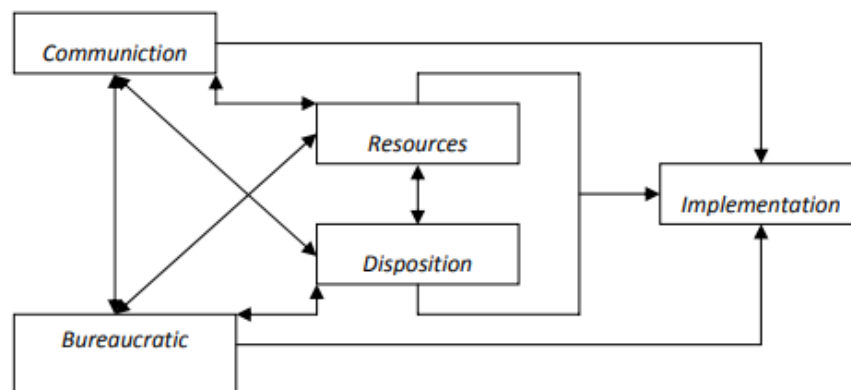 Communiction
Resources
Implementation
Disposition
Bureaucratic